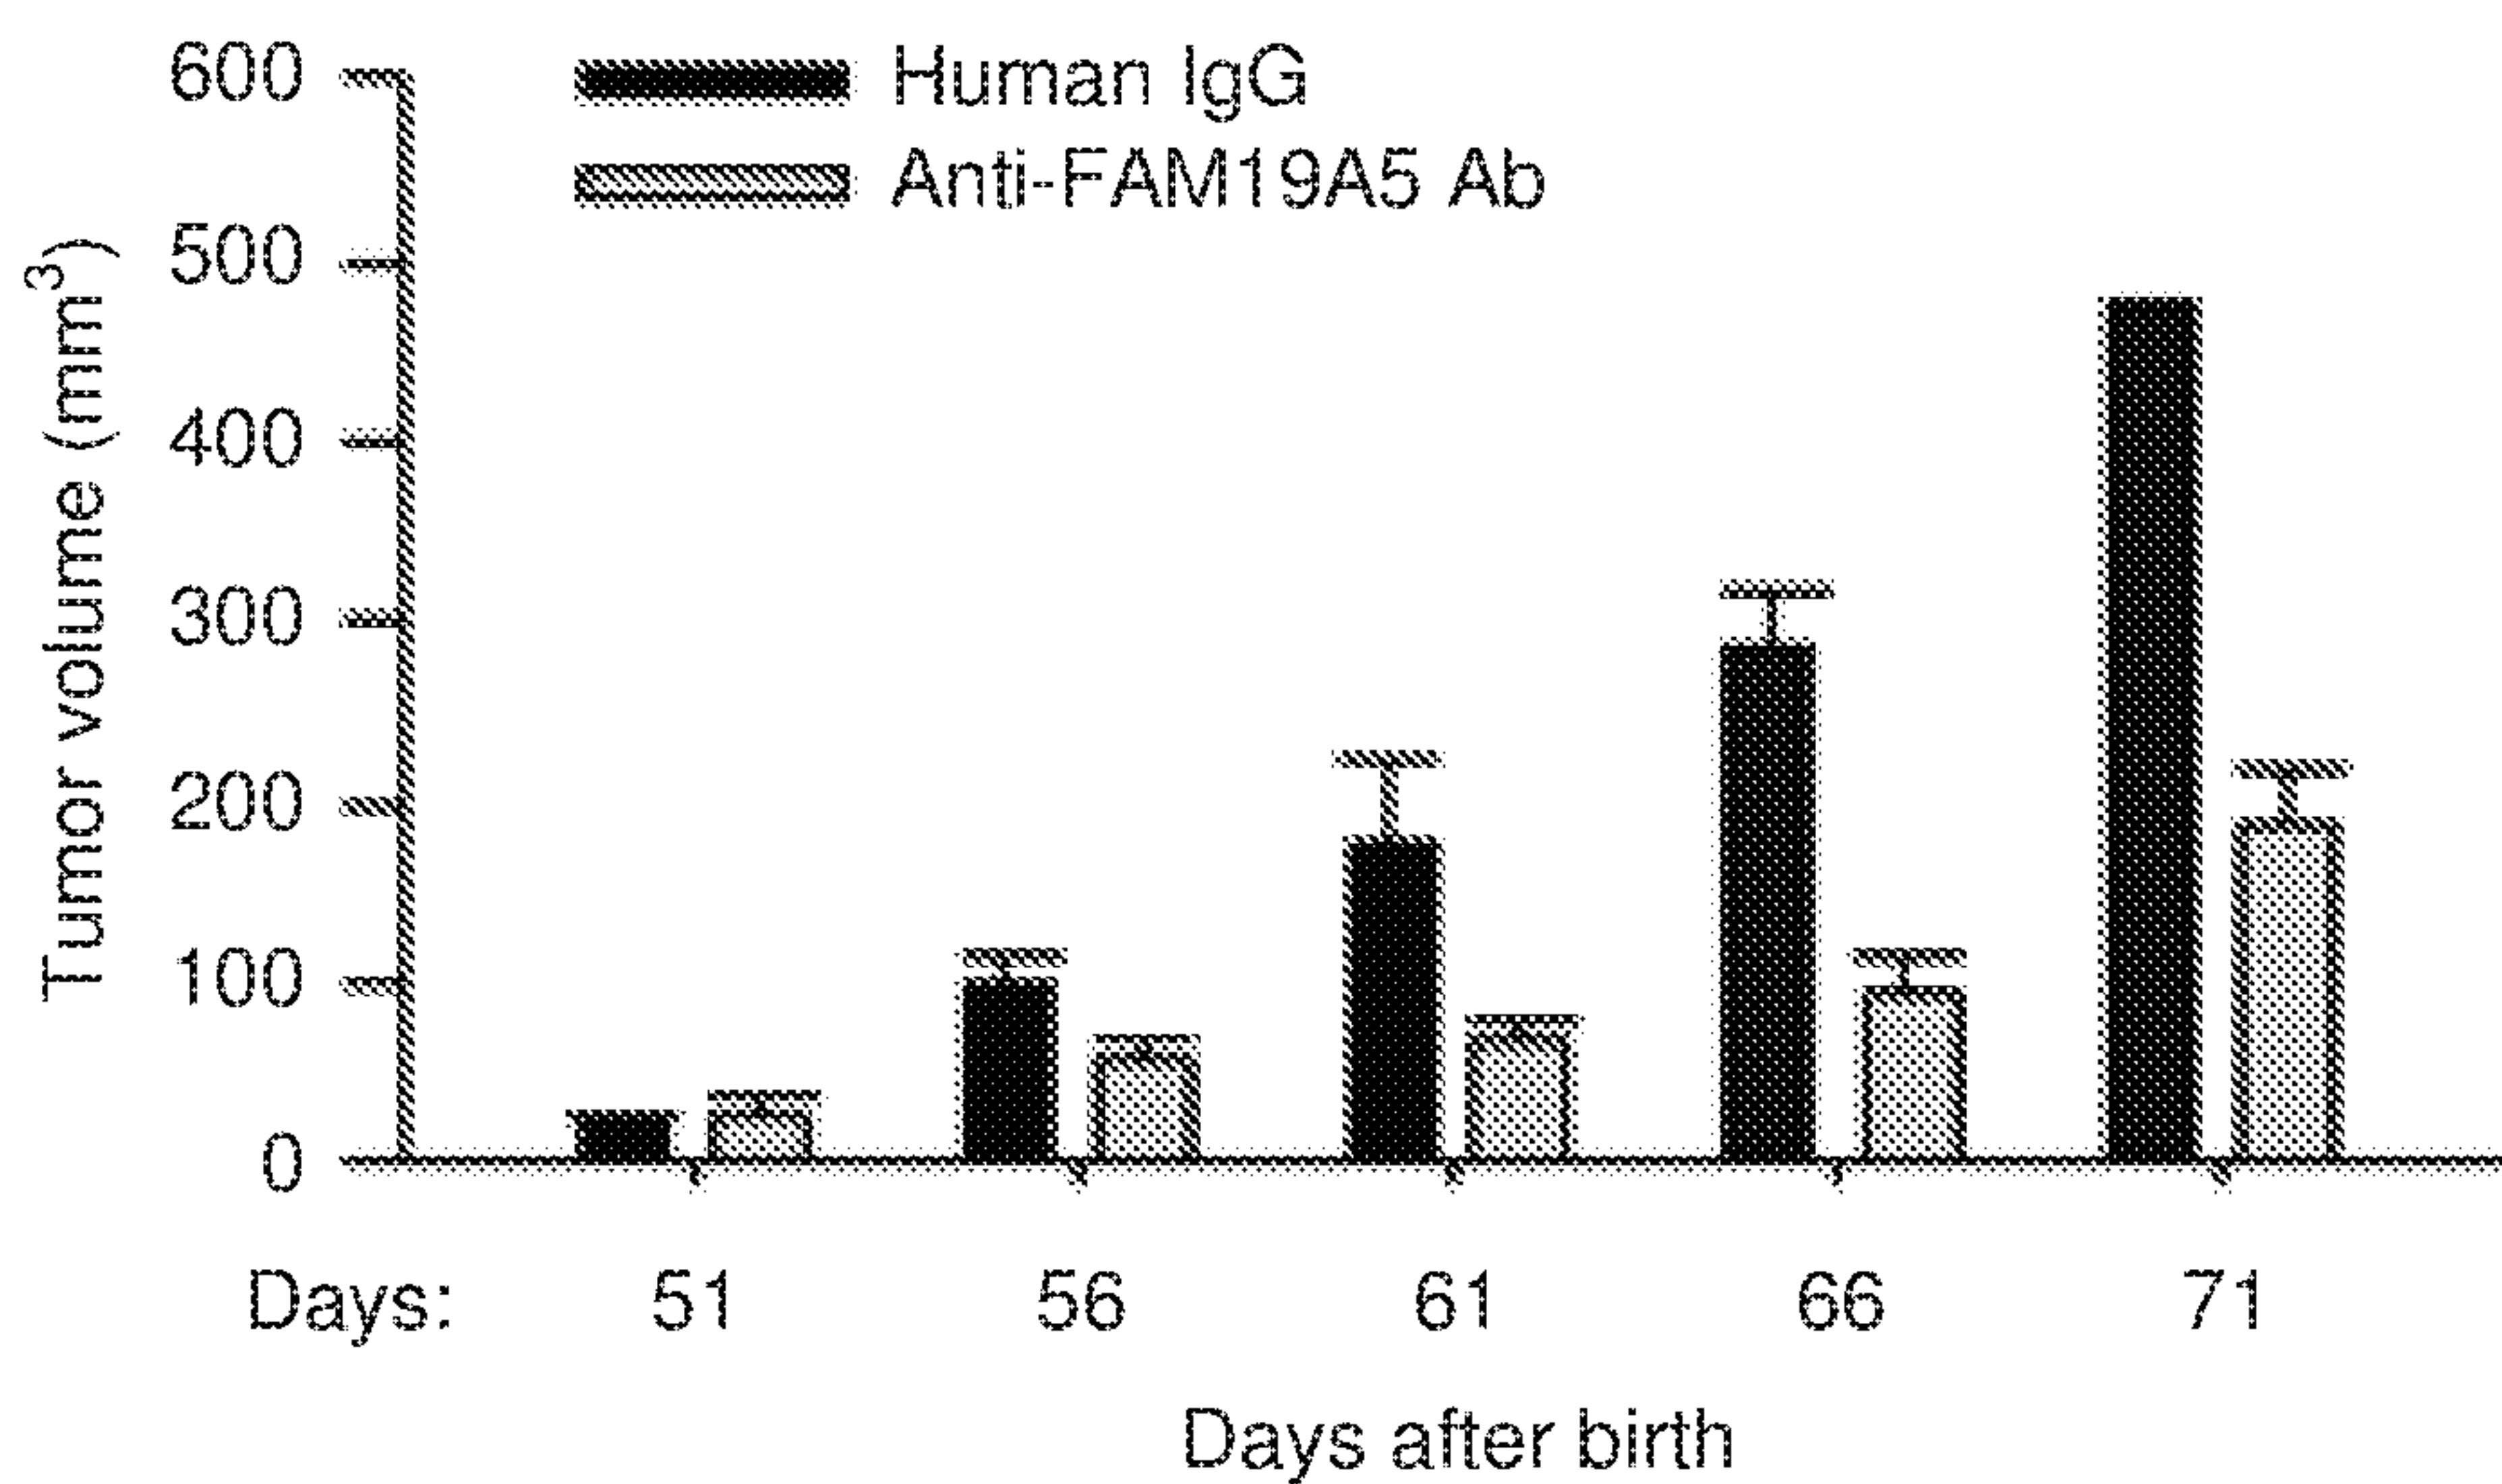 Human IgG
Anti-FAM19A5 Ab
Tumor volume (mm³)
600
500
400
300
200
100
0
Days: 51 56 61 66 71
Days after birth